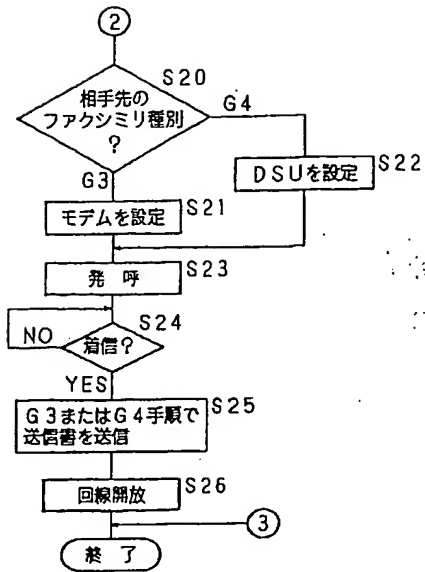 ②
S20
相手先の
ファクシミリ種別
?
G4
G3
DSUを設定
S22
モデムを設定
S21
発 呼
S23
S24
NO
着信?
YES
G3またはG4手順で
送信書を送信
S25
回線開放
S26
③
終 了